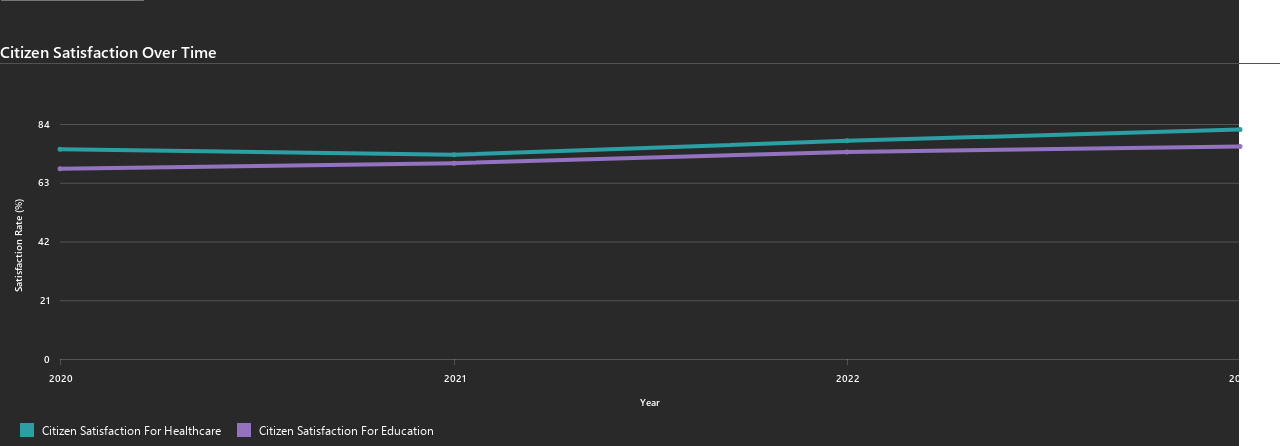 Citizen Satisfaction Over Time
84
63
42
21
0
Satisfaction Rate (%)
2020 2021 2022
Year
Citizen Satisfaction For Healthcare Citizen Satisfaction For Education